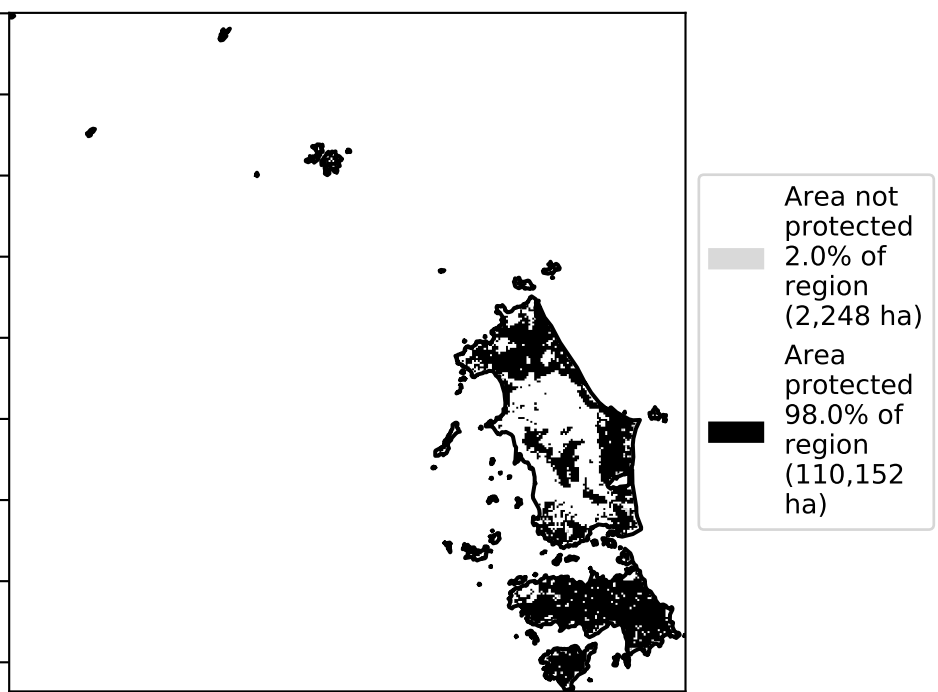 Area not
protected
2.0% of
region
(2,248 ha)
Area
protected
98.0% of
region
(110,152
ha)